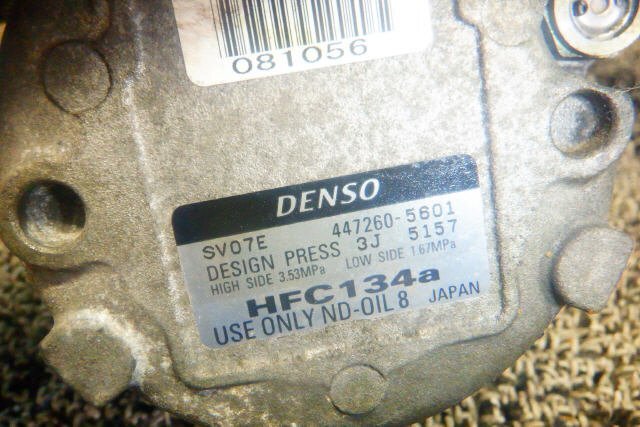 081056
DENSO
SV07E 447260-5601
DESIGN PRESS 3J 5157
HIGH SIDE 3.53MPa LOW SIDE 1.67MPa
HFC134a
USE ONLY ND-OIL 8 JAPAN